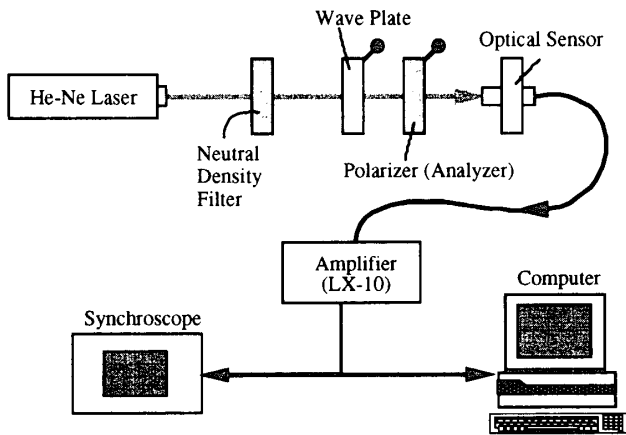 Wave Plate
Optical Sensor
He-Ne Laser
Neutral
Density
Filter
Polarizer (Analyzer)
Amplifier
(LX-10)
Computer
Synchroscope